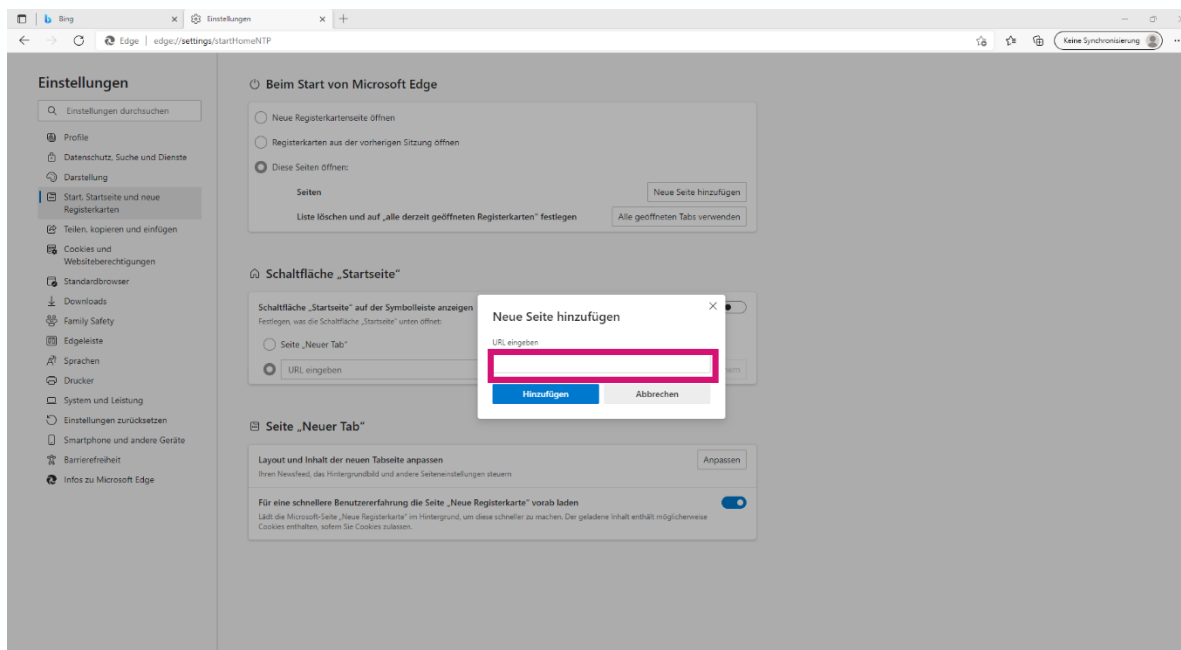 Bing
Einstellungen
Edge | edge://settings/startHomeNTP
Keine Synchronisierung
Einstellungen
Einstellungen durchsuchen
Profile
Datenschutz, Suche und Dienste
Darstellung
Start, Startseite und neue
Registerkarten
Teilen, kopieren und einfügen
Cookies und
Websiteberechtigungen
Standardbrowser
Downloads
Family Safety
Edgeleiste
Sprachen
Drucker
System und Leistung
Einstellungen zurücksetzen
Smartphone und andere Geräte
Barrierefreiheit
Infos zu Microsoft Edge
Beim Start von Microsoft Edge
Neue Registerkartenseite öffnen
Registerkarten aus der vorherigen Sitzung öffnen
Diese Seiten öffnen:
Seiten
Neue Seite hinzufügen
Liste löschen und auf „alle derzeit geöffneten Registerkarten" festlegen
Alle geöffneten Tabs verwenden
Schaltfläche „Startseite"
Schaltfläche „Startseite" auf der Symbolleiste anzeigen
Festlegen, was die Schaltfläche „Startseite" unten öffnet:
Seite „Neuer Tab"
URL eingeben
Neue Seite hinzufügen
URL eingeben
Hinzufügen
Abbrechen
Seite „Neuer Tab"
Layout und Inhalt der neuen Tabseite anpassen
Anpassen
Ihren Newsfeed, das Hintergrundbild und andere Seiteneinstellungen steuern
Für eine schnellere Benutzererfahrung die Seite „Neue Registerkarte" vorab laden
Lädt die Microsoft-Seite „Neue Registerkarte" im Hintergrund, um diese schneller zu machen. Der geladene Inhalt enthält möglicherweise
Cookies enthalten, sofern Sie Cookies zulassen.